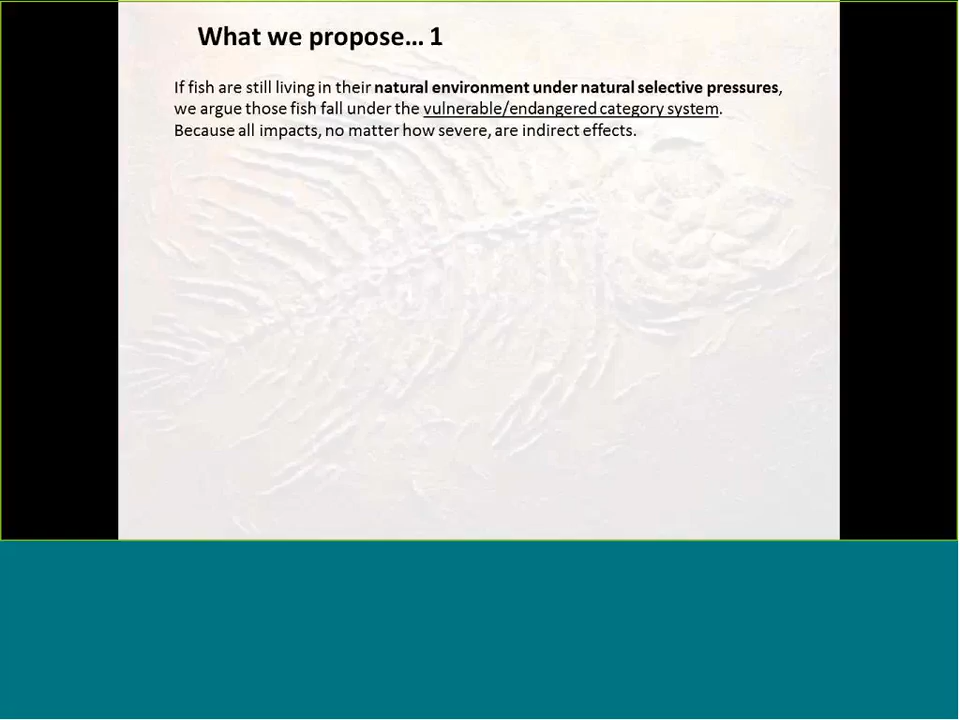 What we propose… 1
If fish are still living in their natural environment under natural selective pressures,
we argue those fish fall under the vulnerable/endangered category system.
Because all impacts, no matter how severe, are indirect effects.